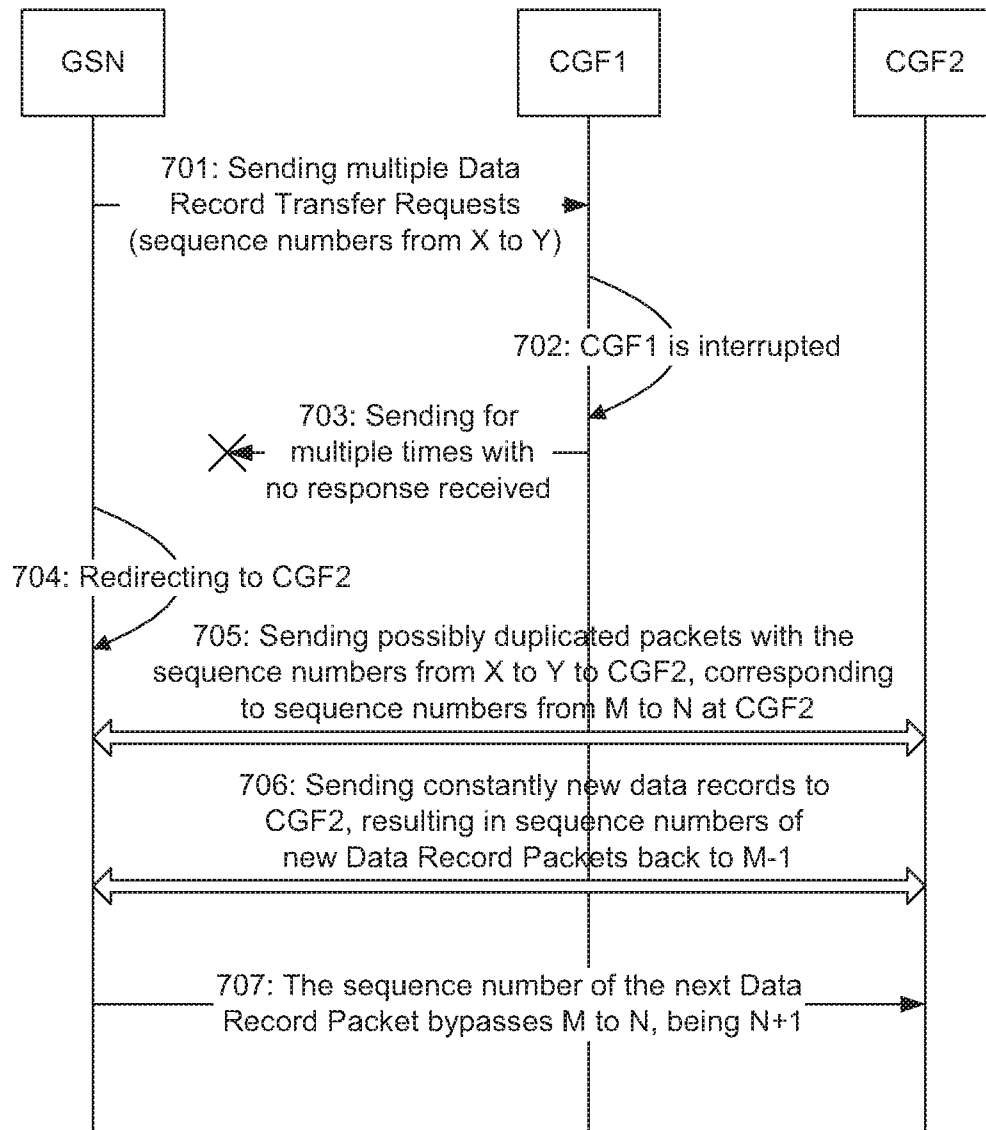 GSN
CGF1
CGF2
701: Sending multiple Data
Record Transfer Requests
(sequence numbers from X to Y)
702: CGF1 is interrupted
703: Sending for
multiple times with
no response received
704: Redirecting to CGF2
705: Sending possibly duplicated packets with the
sequence numbers from X to Y to CGF2, corresponding
to sequence numbers from M to N at CGF2
706: Sending constantly new data records to
CGF2, resulting in sequence numbers of
new Data Record Packets back to M-1
707: The sequence number of the next Data
Record Packet bypasses M to N, being N+1